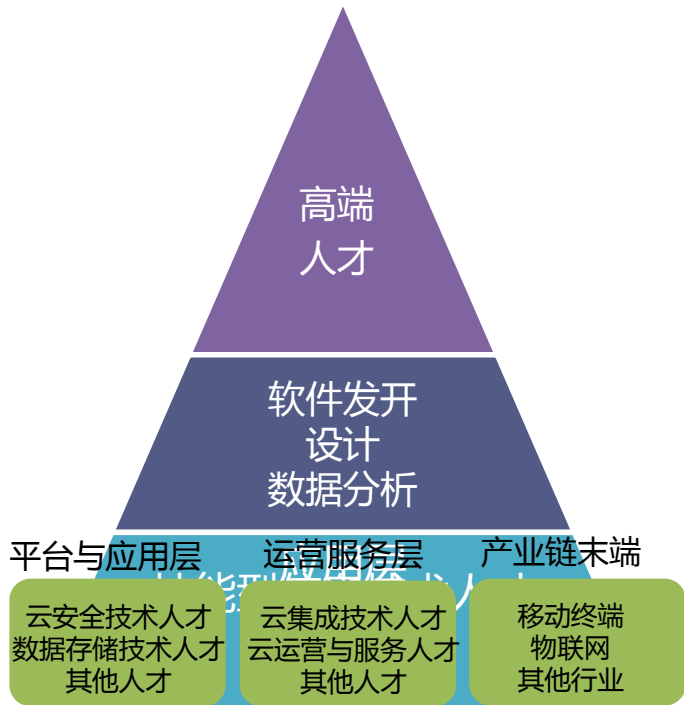 高端
人才
软件发开
设计
数据分析
平台与应用层
运营服务层
产业链末端
应用层
云安全技术人才
数据存储技术人才
其他人才
云集成技术人才
云运营与服务人才
其他人才
移动终端
物联网
其他行业